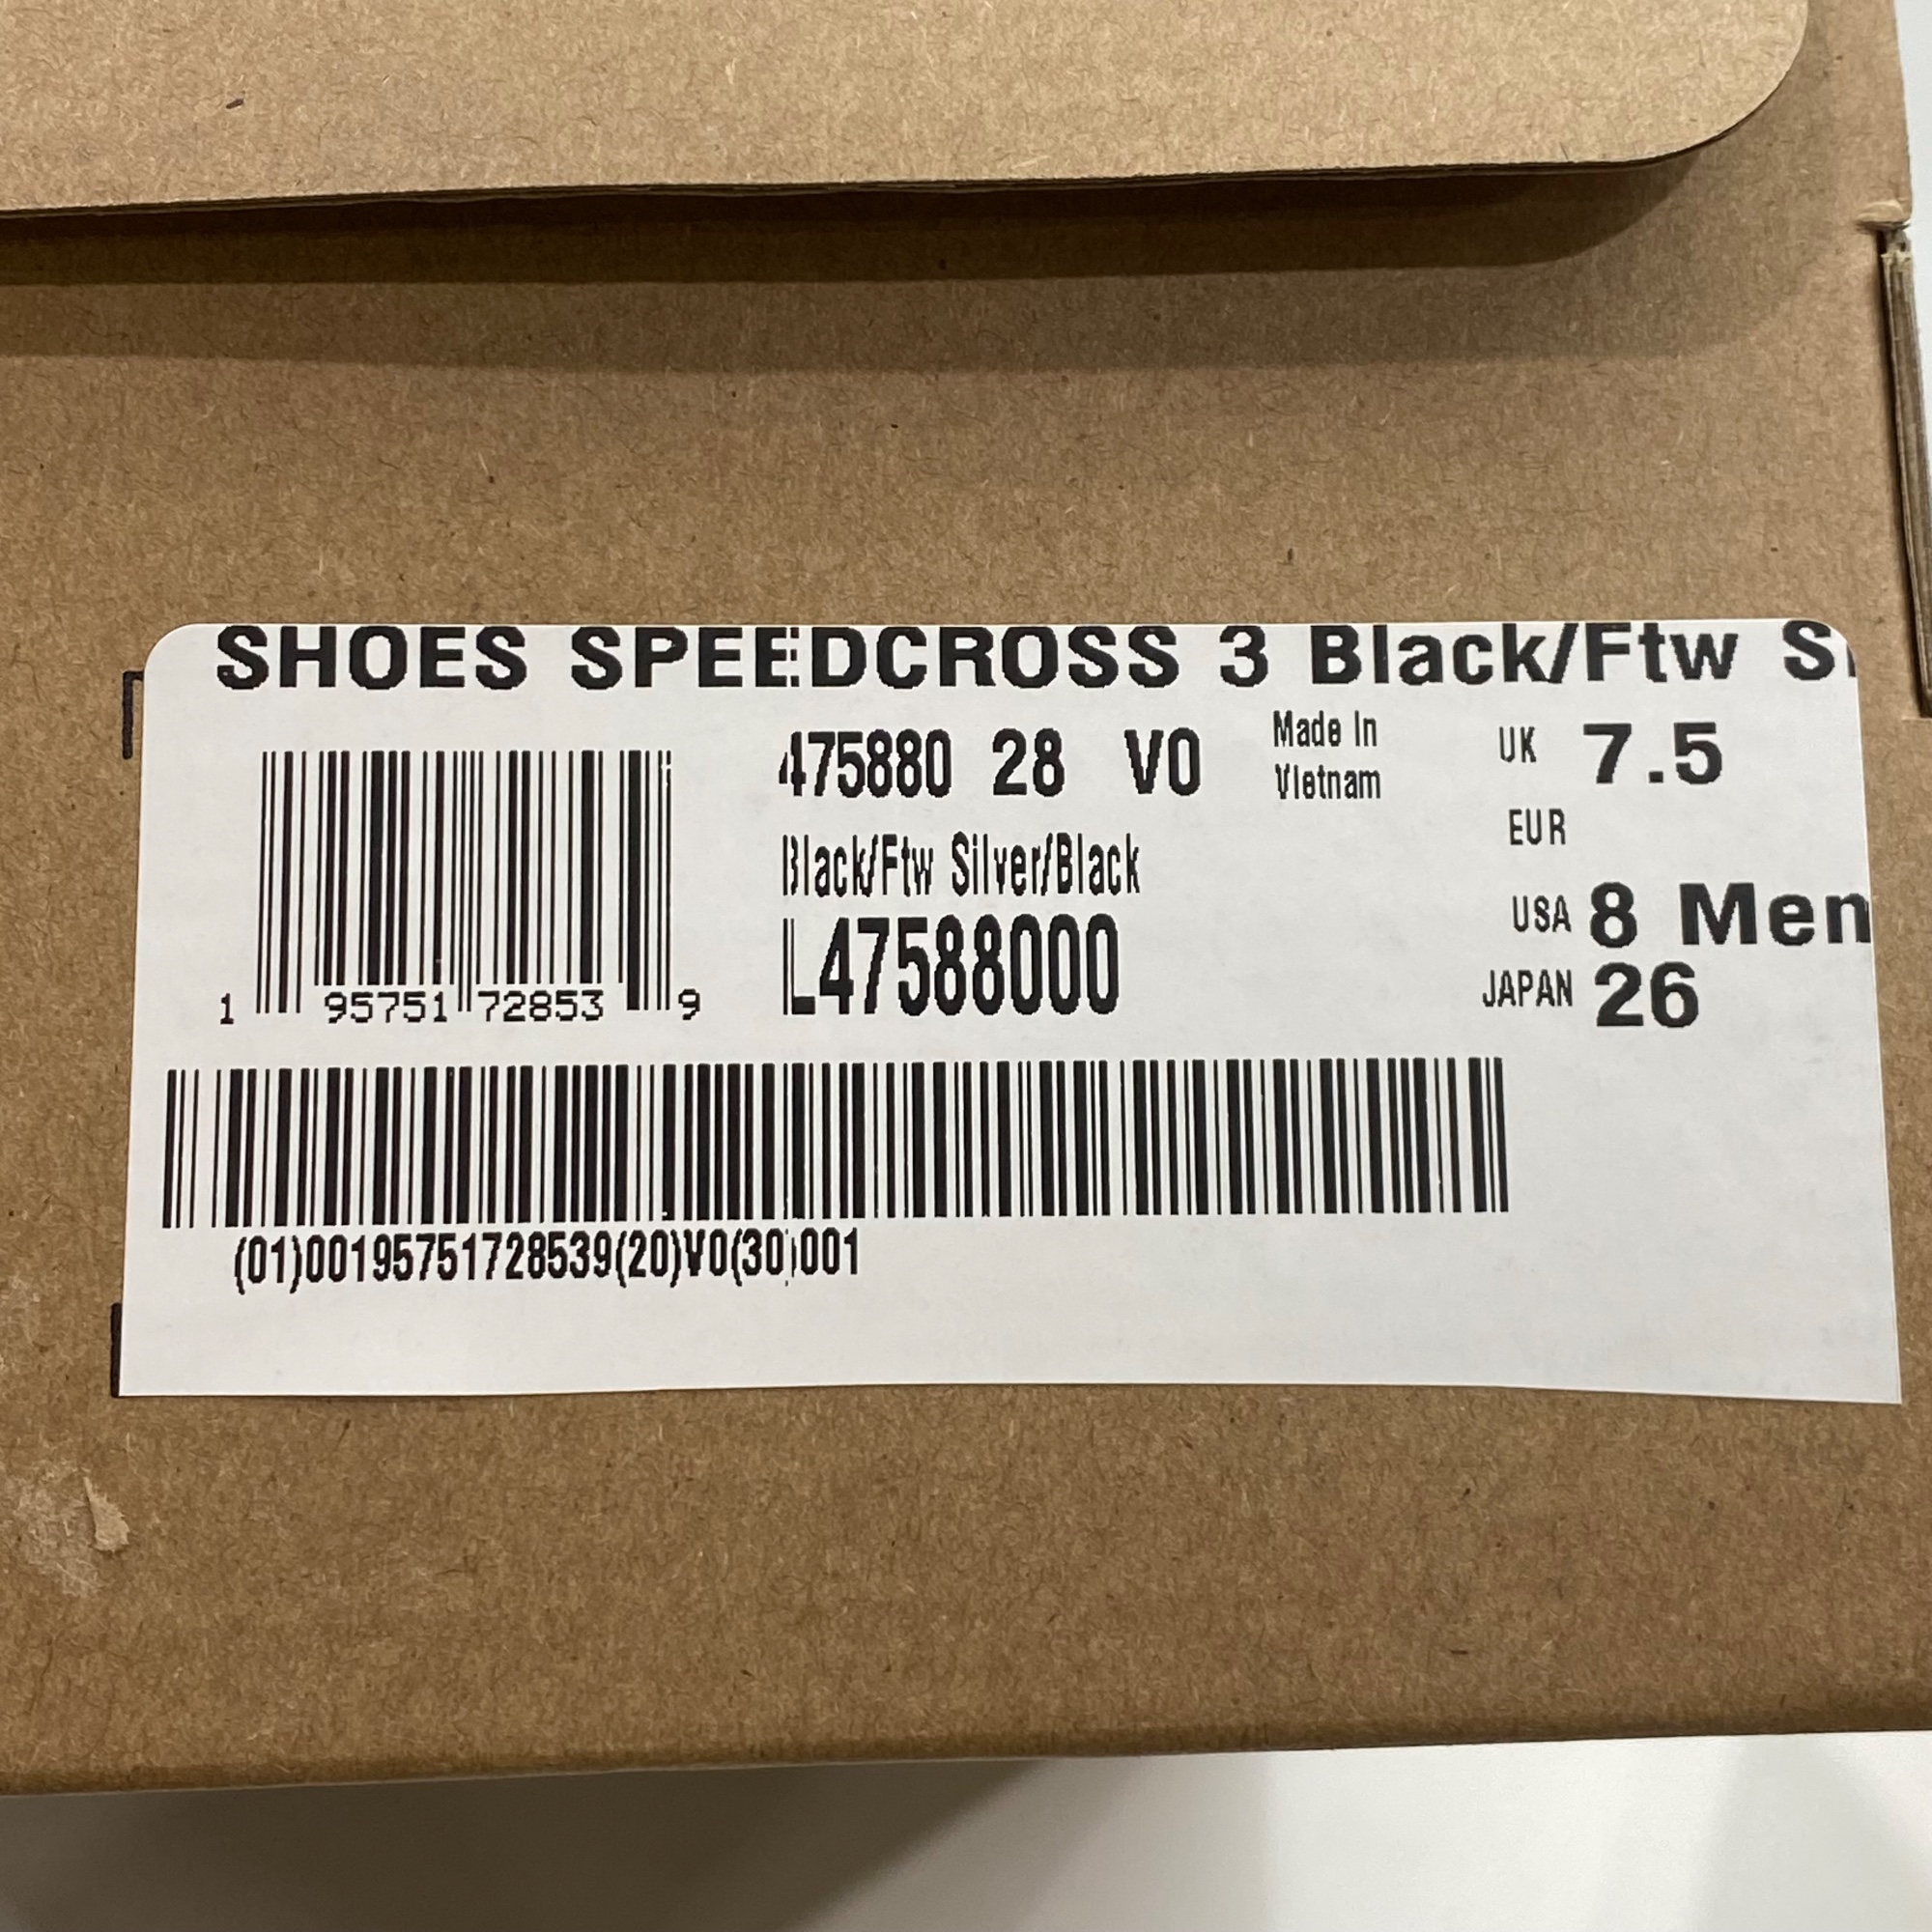 SHOES SPEEDCROSS 3 Black/Ftw S
475880 28 V0
Made In
Vietnam
UK 7.5
EUR
Black/Ftw Silver/Black
USA 8 Men
L47588000
JAPAN 26
1 95751 72853 9
(01)00195751728539(20)V0(30)001